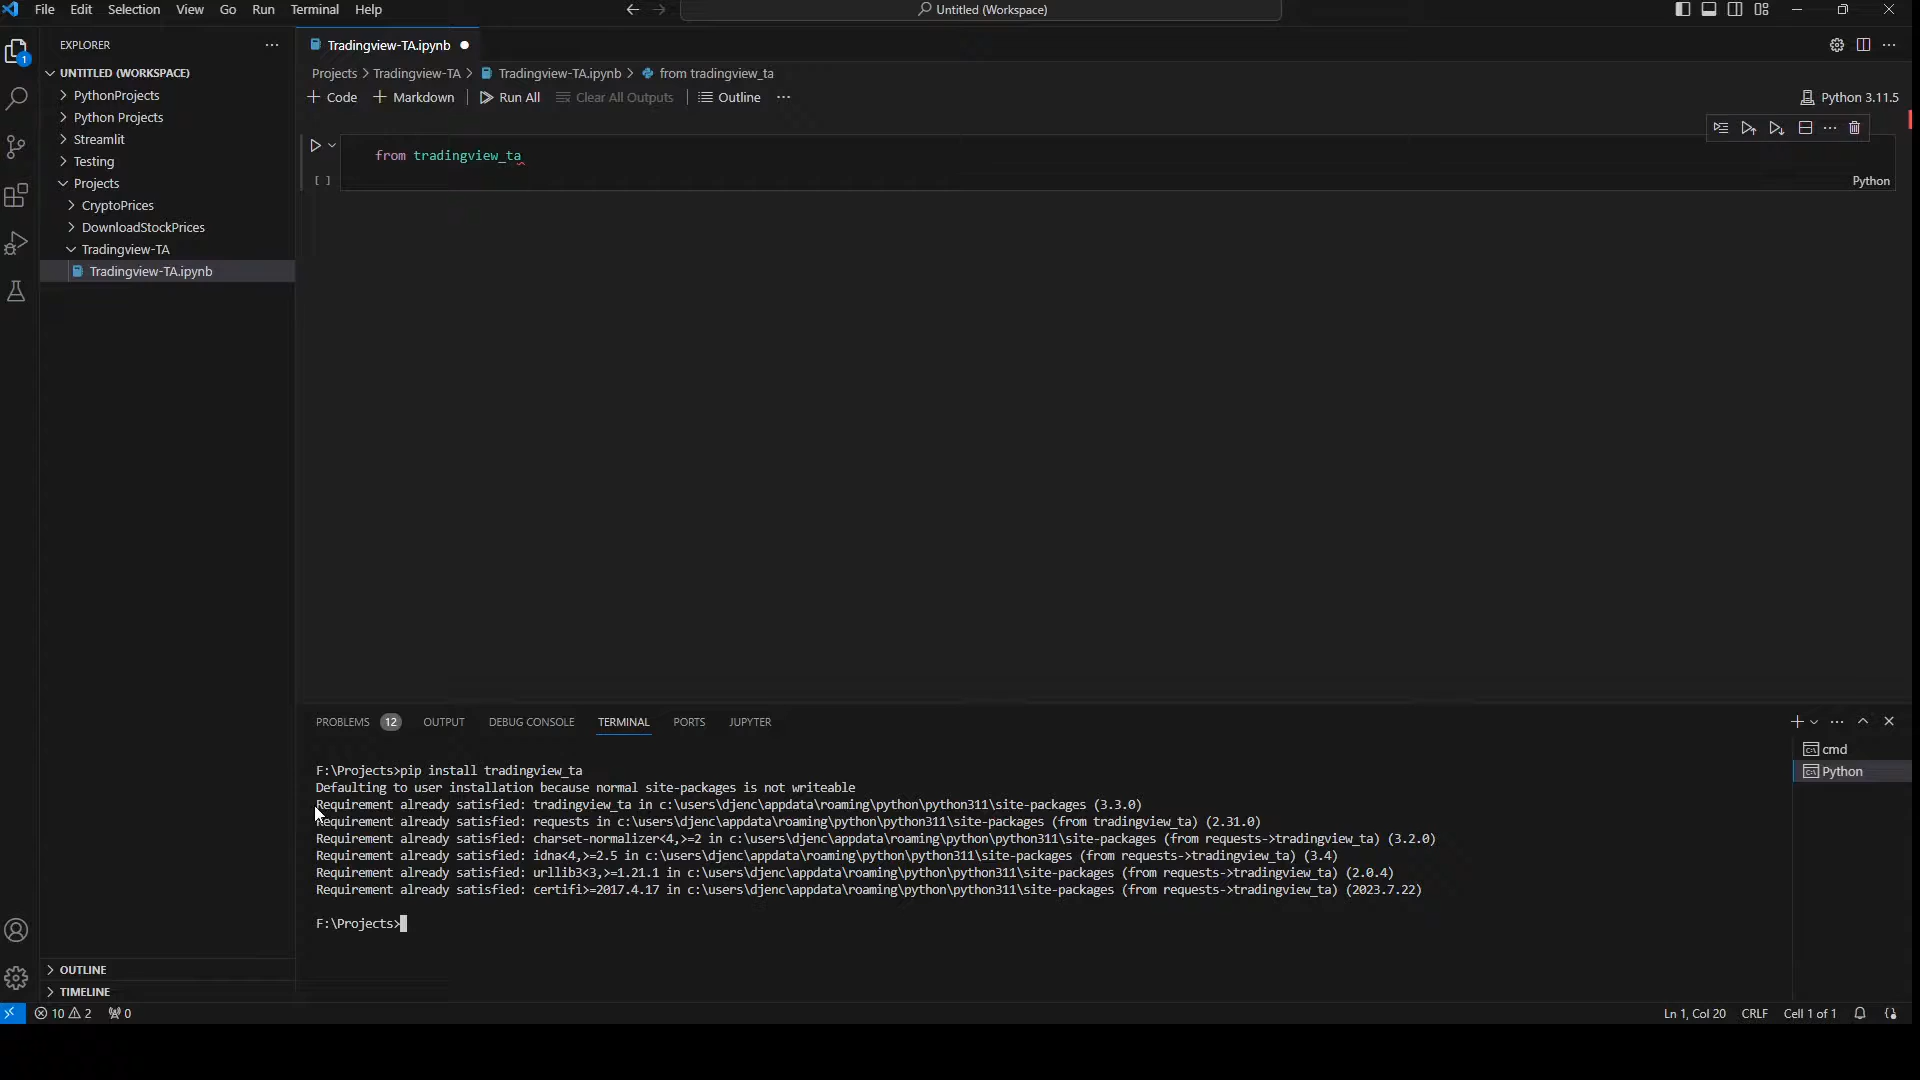 File Edit Selection View Go Run Terminal Help
Untitled (Workspace)
EXPLORER
Tradingview-TA.ipynb
UNTITLED (WORKSPACE)
Projects > Tradingview-TA > Tradingview-TA.ipynb > from tradingview_ta
PythonProjects
+ Code + Markdown Run All Clear All Outputs Outline ...
Python 3.11.5
Python Projects
Streamlit
from tradingview_ta
Testing
[ ]
Python
Projects
CryptoPrices
DownloadStockPrices
Tradingview-TA
Tradingview-TA.ipynb
PROBLEMS 12 OUTPUT DEBUG CONSOLE TERMINAL PORTS JUPYTER
cmd
Python
F:\Projects>pip install tradingview_ta
Defaulting to user installation because normal site-packages is not writeable
Requirement already satisfied: tradingview_ta in c:\users\djenc\appdata\roaming\python\python311\site-packages (3.3.0)
Requirement already satisfied: requests in c:\users\djenc\appdata\roaming\python\python311\site-packages (from tradingview_ta) (2.31.0)
Requirement already satisfied: charset-normalizer<4,>=2 in c:\users\djenc\appdata\roaming\python\python311\site-packages (from requests->tradingview_ta) (3.2.0)
Requirement already satisfied: idna<4,>=2.5 in c:\users\djenc\appdata\roaming\python\python311\site-packages (from requests->tradingview_ta) (3.4)
Requirement already satisfied: urllib3<3,>=1.21.1 in c:\users\djenc\appdata\roaming\python\python311\site-packages (from requests->tradingview_ta) (2.0.4)
Requirement already satisfied: certifi>=2017.4.17 in c:\users\djenc\appdata\roaming\python\python311\site-packages (from requests->tradingview_ta) (2023.7.22)
F:\Projects>
OUTLINE
TIMELINE
10 2 0
Ln 1, Col 20 CRLF Cell 1 of 1